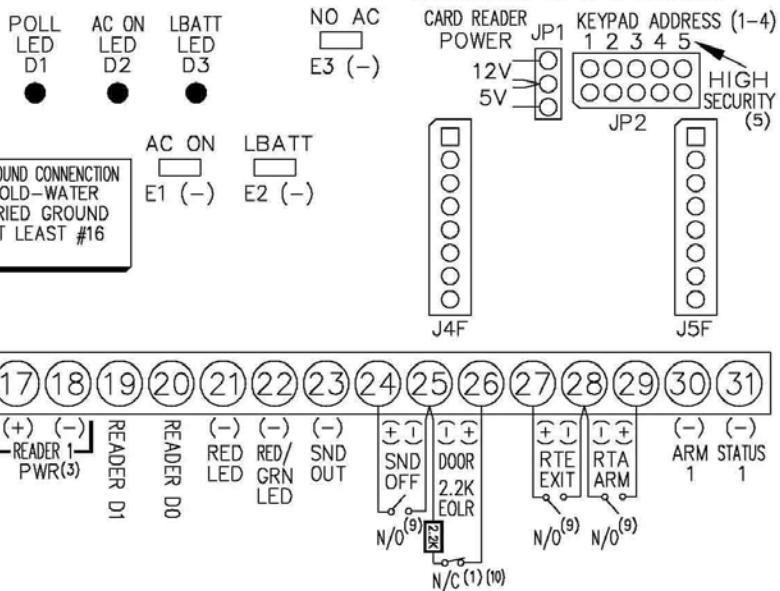 POLL LED D1
AC ON LED D2
LBATT LED D3
NO AC
E3 (-)
CARD READER POWER
JP1
12V
5V
KEYPAD ADDRESS (1-4)
1 2 3 4 5
HIGH SECURITY (5)
JP2
AC ON
E1 (-)
LBATT
E2 (-)
OUND CONNENCTION
OLD-WATER
RIED GROUND
T LEAST #16
J4F
J5F
17 18 19 20 21 22 23 24 25 26 27 28 29 30 31
(+) (-)
READER 1
PWR(3)
READER D1
READER D0
(-) RED LED
(-) RED/ GRN LED
(-) SND OUT
+ -
SND OFF
N/O(9)
- +
DOOR
2.2K
EOLR
2.2K
N/C (1)(10)
+ -
RTE EXIT
N/O(9)
- +
RTA ARM
N/O(9)
(-) ARM 1
(-) STATUS 1